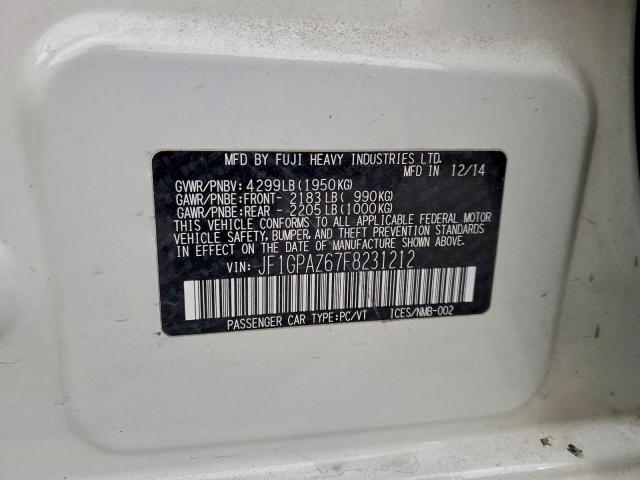 MFD BY FUJI HEAVY INDUSTRIES LTD.
MFD IN 12/14
GVWR/PNBV: 4299LB(1950KG)
GAWR/PNBE:FRONT- 2183LB( 990KG)
GAWR/PNBE:REAR - 2205LB(1000KG)
THIS VEHICLE CONFORMS TO ALL APPLICABLE FEDERAL MOTOR
VEHICLE SAFETY, BUMPER, AND THEFT PREVENTION STANDARDS
IN EFFECT ON THE DATE OF MANUFACTURE SHOWN ABOVE.
VIN: JF1GPAZ67F8231212
PASSENGER CAR TYPE:PC/VT ICES/NMB-002